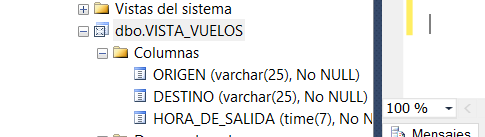 Vistas del sistema
dbo.VISTA_VUELOS
Columnas
ORIGEN (varchar(25), No NULL)
DESTINO (varchar(25), No NULL)
HORA_DE_SALIDA (time(7), No N
100 %
Mensajes